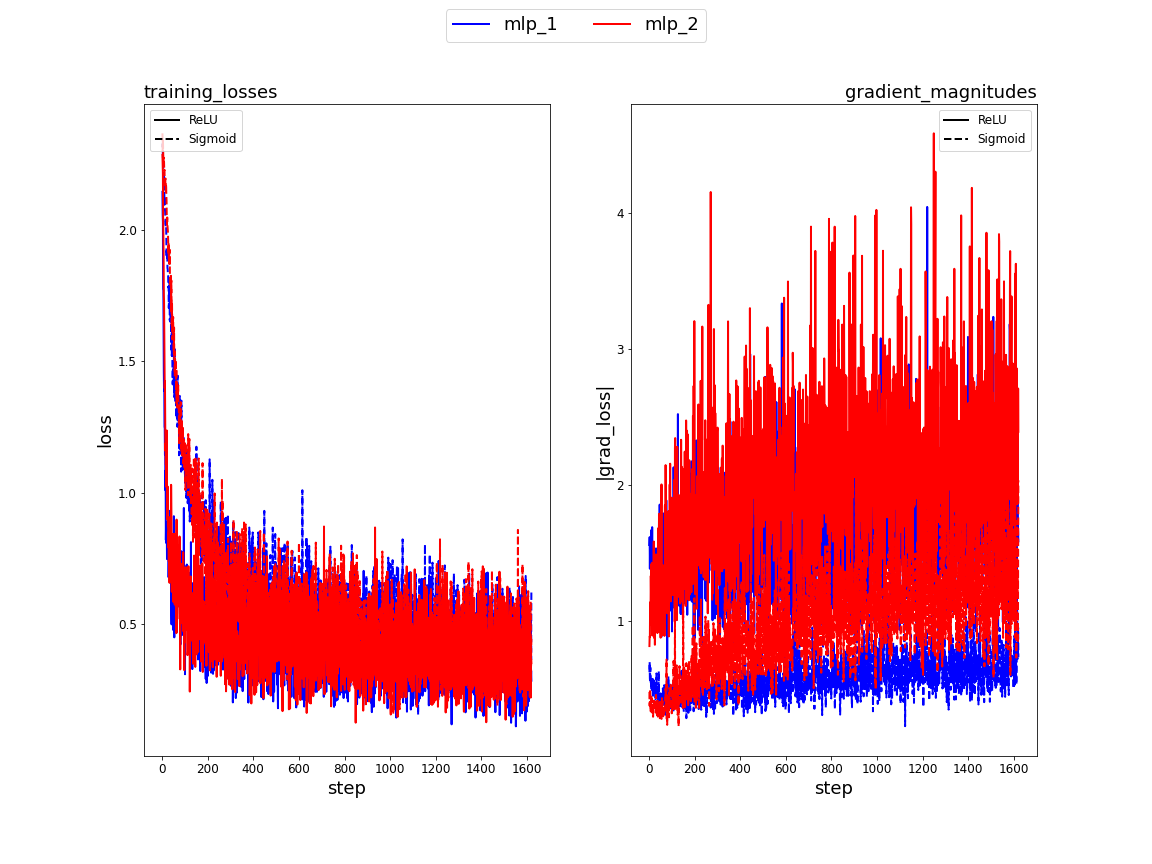 mlp_1 mlp_2
training_losses
gradient_magnitudes
ReLU
Sigmoid
2.0
1.5
1.0
0.5
loss
0 200 400 600 800 1000 1200 1400 1600
step
ReLU
Sigmoid
4
3
2
1
|grad_loss|
0 200 400 600 800 1000 1200 1400 1600
step